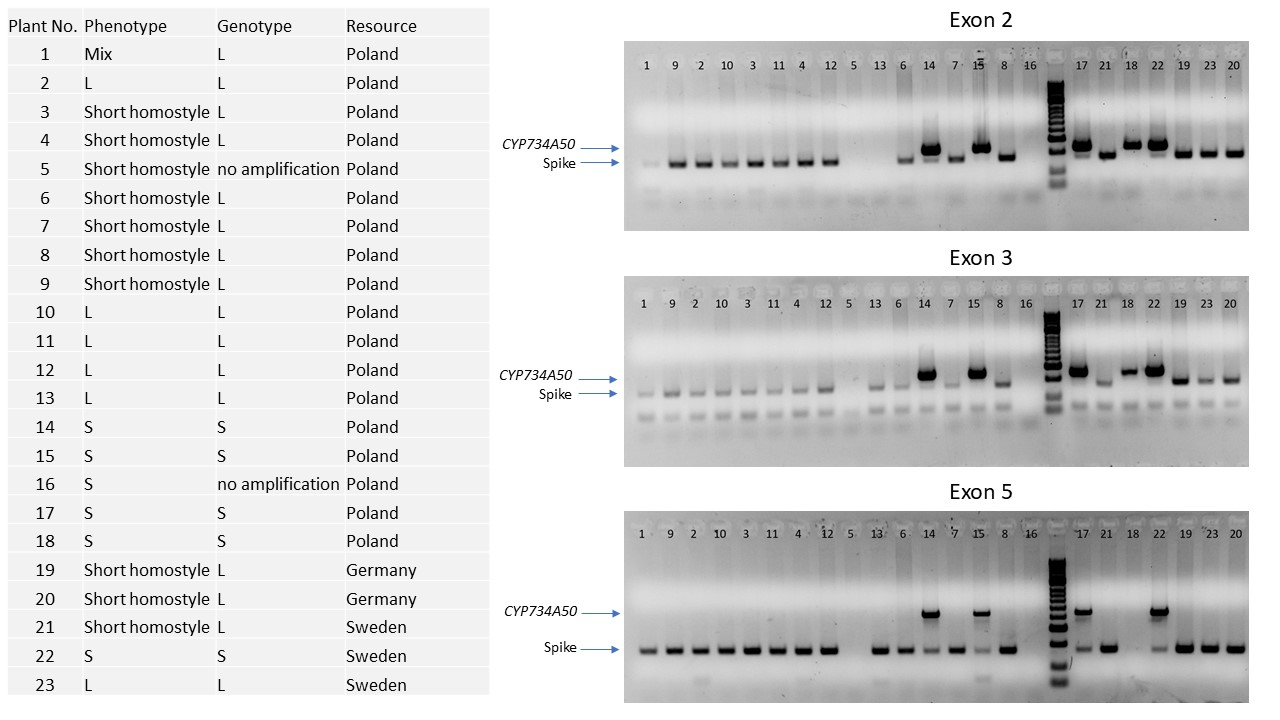 Plant No. Phenotype Genotype Resource
1 Mix L Poland
2 L L Poland
3 Short homostyle L Poland
4 Short homostyle L Poland
5 Short homostyle no amplification Poland
6 Short homostyle L Poland
7 Short homostyle L Poland
8 Short homostyle L Poland
9 Short homostyle L Poland
10 L L Poland
11 L L Poland
12 L L Poland
13 L L Poland
14 S S Poland
15 S S Poland
16 S no amplification Poland
17 S S Poland
18 S S Poland
19 Short homostyle L Germany
20 Short homostyle L Germany
21 Short homostyle L Sweden
22 S S Sweden
23 L L Sweden
Exon 2
1 9 2 10 3 11 4 12 5 13 6 14 7 15 8 16 17 21 18 22 19 23 20
CYP734A50
Spike
Exon 3
1 9 2 10 3 11 4 12 5 13 6 14 7 15 8 16 17 21 18 22 19 23 20
CYP734A50
Spike
Exon 5
1 9 2 10 3 11 4 12 5 13 6 14 7 15 8 16 17 21 18 22 19 23 20
CYP734A50
Spike